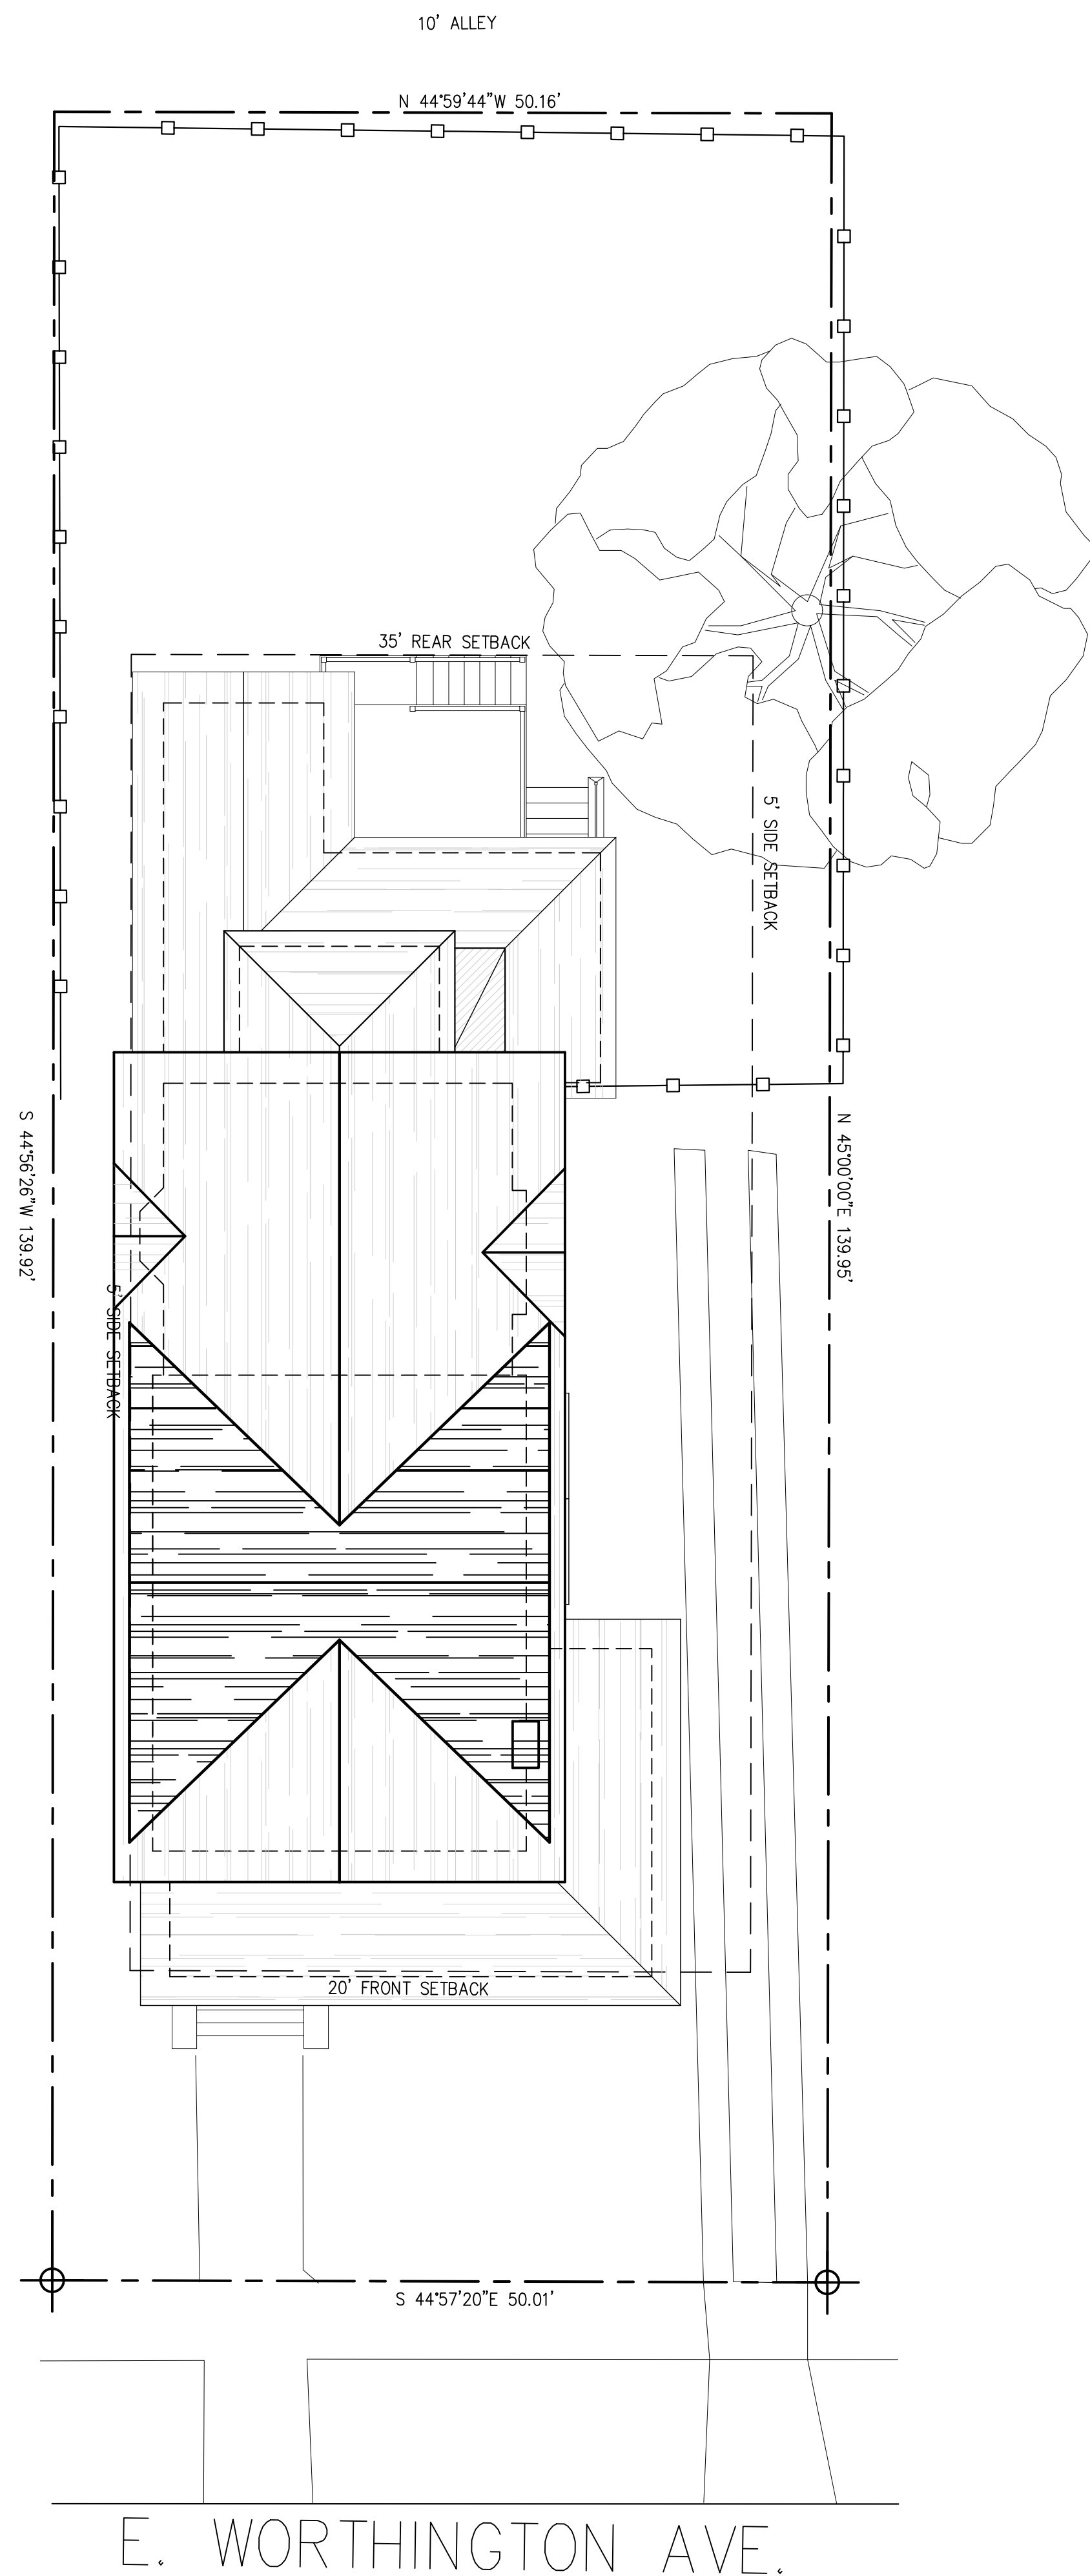 10' ALLEY
N 44°59'44"W 50.16'
35' REAR SETBACK
5' SIDE SETBACK
S 44°56'26"W 139.92'
N 45°00'00"E 139.95'
5' SIDE SETBACK
20' FRONT SETBACK
S 44°57'20"E 50.01'
E. WORTHINGTON AVE.